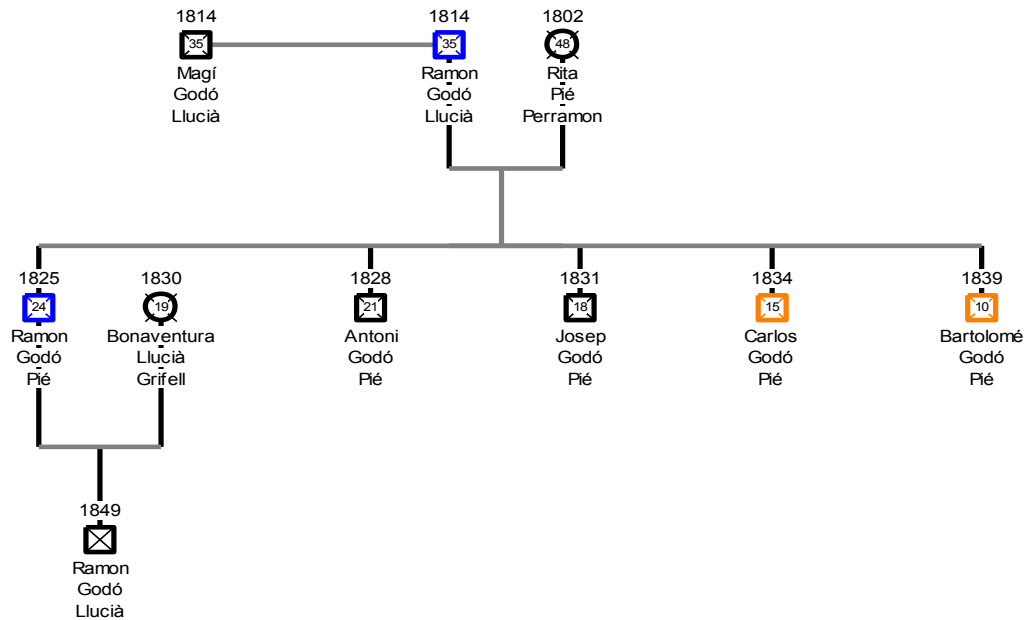 1814 1814 1802
35 35 48
Magí Ramon Rita
Godó Godó Pié
Llucià Llucià Perramon
1825 1830 1828 1831 1834 1839
24 19 21 18 15 10
Ramon Bonaventura Antoni Josep Carlos Bartolomé
Godó Llucià Godó Godó Godó Godó
Pié Grifell Pié Pié Pié Pié
1849
Ramon
Godó
Llucià